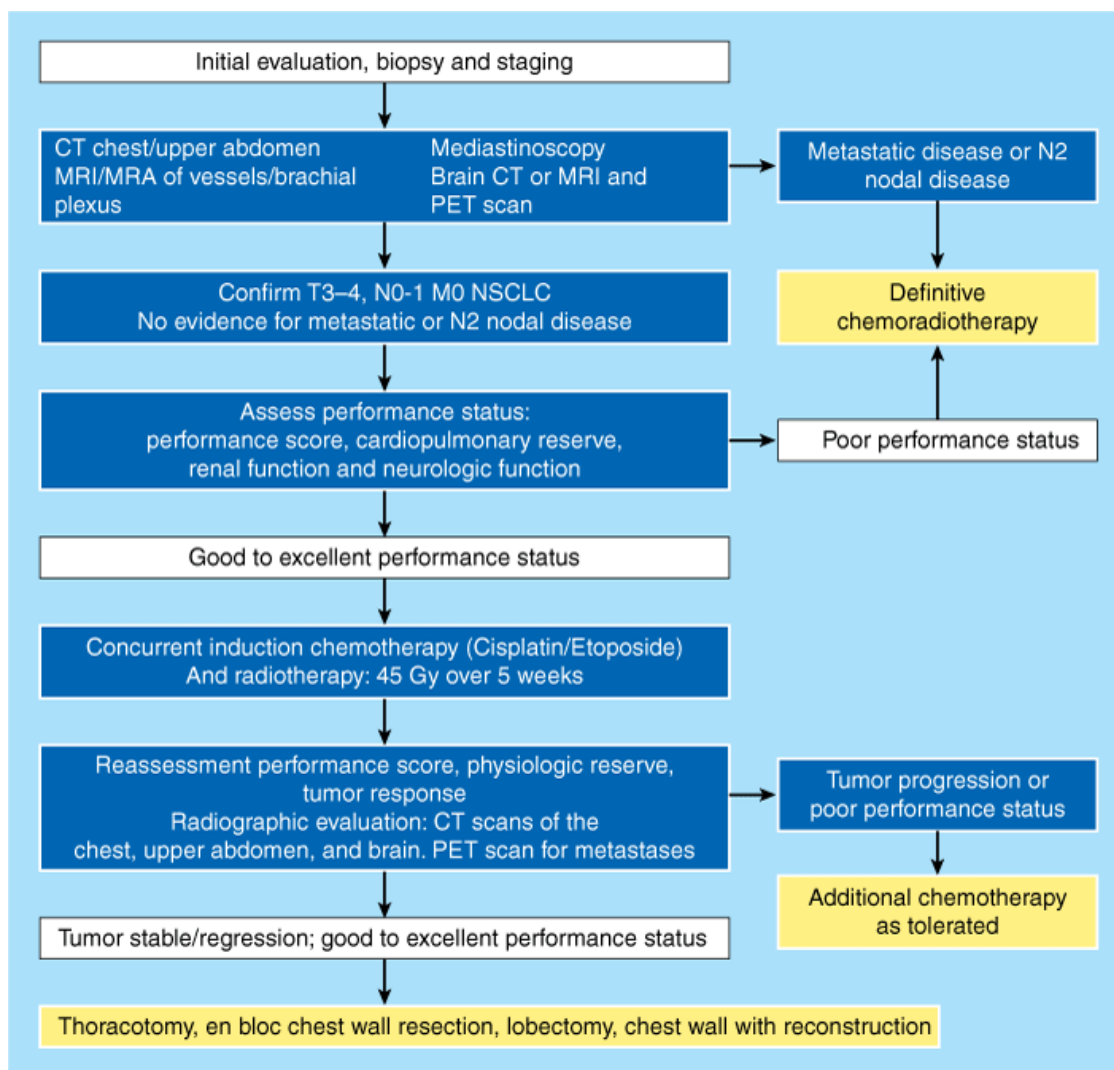 Initial evaluation, biopsy and staging
CT chest/upper abdomen
MRI/MRA of vessels/brachial
plexus
Mediastinoscopy
Brain CT or MRI and
PET scan
Metastatic disease or N2
nodal disease
Confirm T3–4, N0-1 M0 NSCLC
No evidence for metastatic or N2 nodal disease
Definitive
chemoradiotherapy
Assess performance status:
performance score, cardiopulmonary reserve,
renal function and neurologic function
Poor performance status
Good to excellent performance status
Concurrent induction chemotherapy (Cisplatin/Etoposide)
And radiotherapy: 45 Gy over 5 weeks
Reassessment performance score, physiologic reserve,
tumor response
Radiographic evaluation: CT scans of the
chest, upper abdomen, and brain. PET scan for metastases
Tumor progression or
poor performance status
Additional chemotherapy
as tolerated
Tumor stable/regression; good to excellent performance status
Thoracotomy, en bloc chest wall resection, lobectomy, chest wall with reconstruction